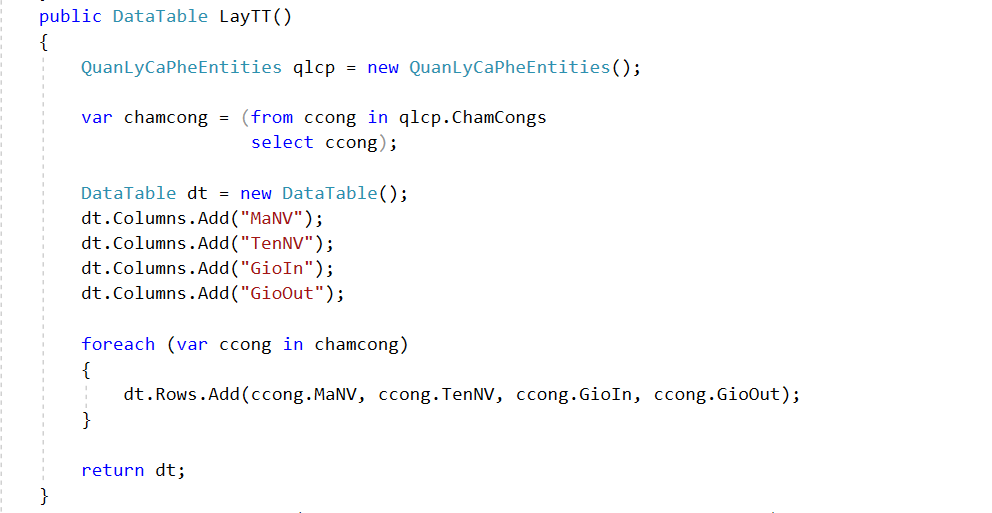 public DataTable LayTT()
{
QuanLyCaPheEntities qlcp = new QuanLyCaPheEntities();
var chamcong = (from ccong in qlcp.ChamCongs
select ccong);
DataTable dt = new DataTable();
dt.Columns.Add("MaNV");
dt.Columns.Add("TenNV");
dt.Columns.Add("GioIn");
dt.Columns.Add("GioOut");
foreach (var ccong in chamcong)
{
dt.Rows.Add(ccong.MaNV, ccong.TenNV, ccong.GioIn, ccong.GioOut);
}
return dt;
}